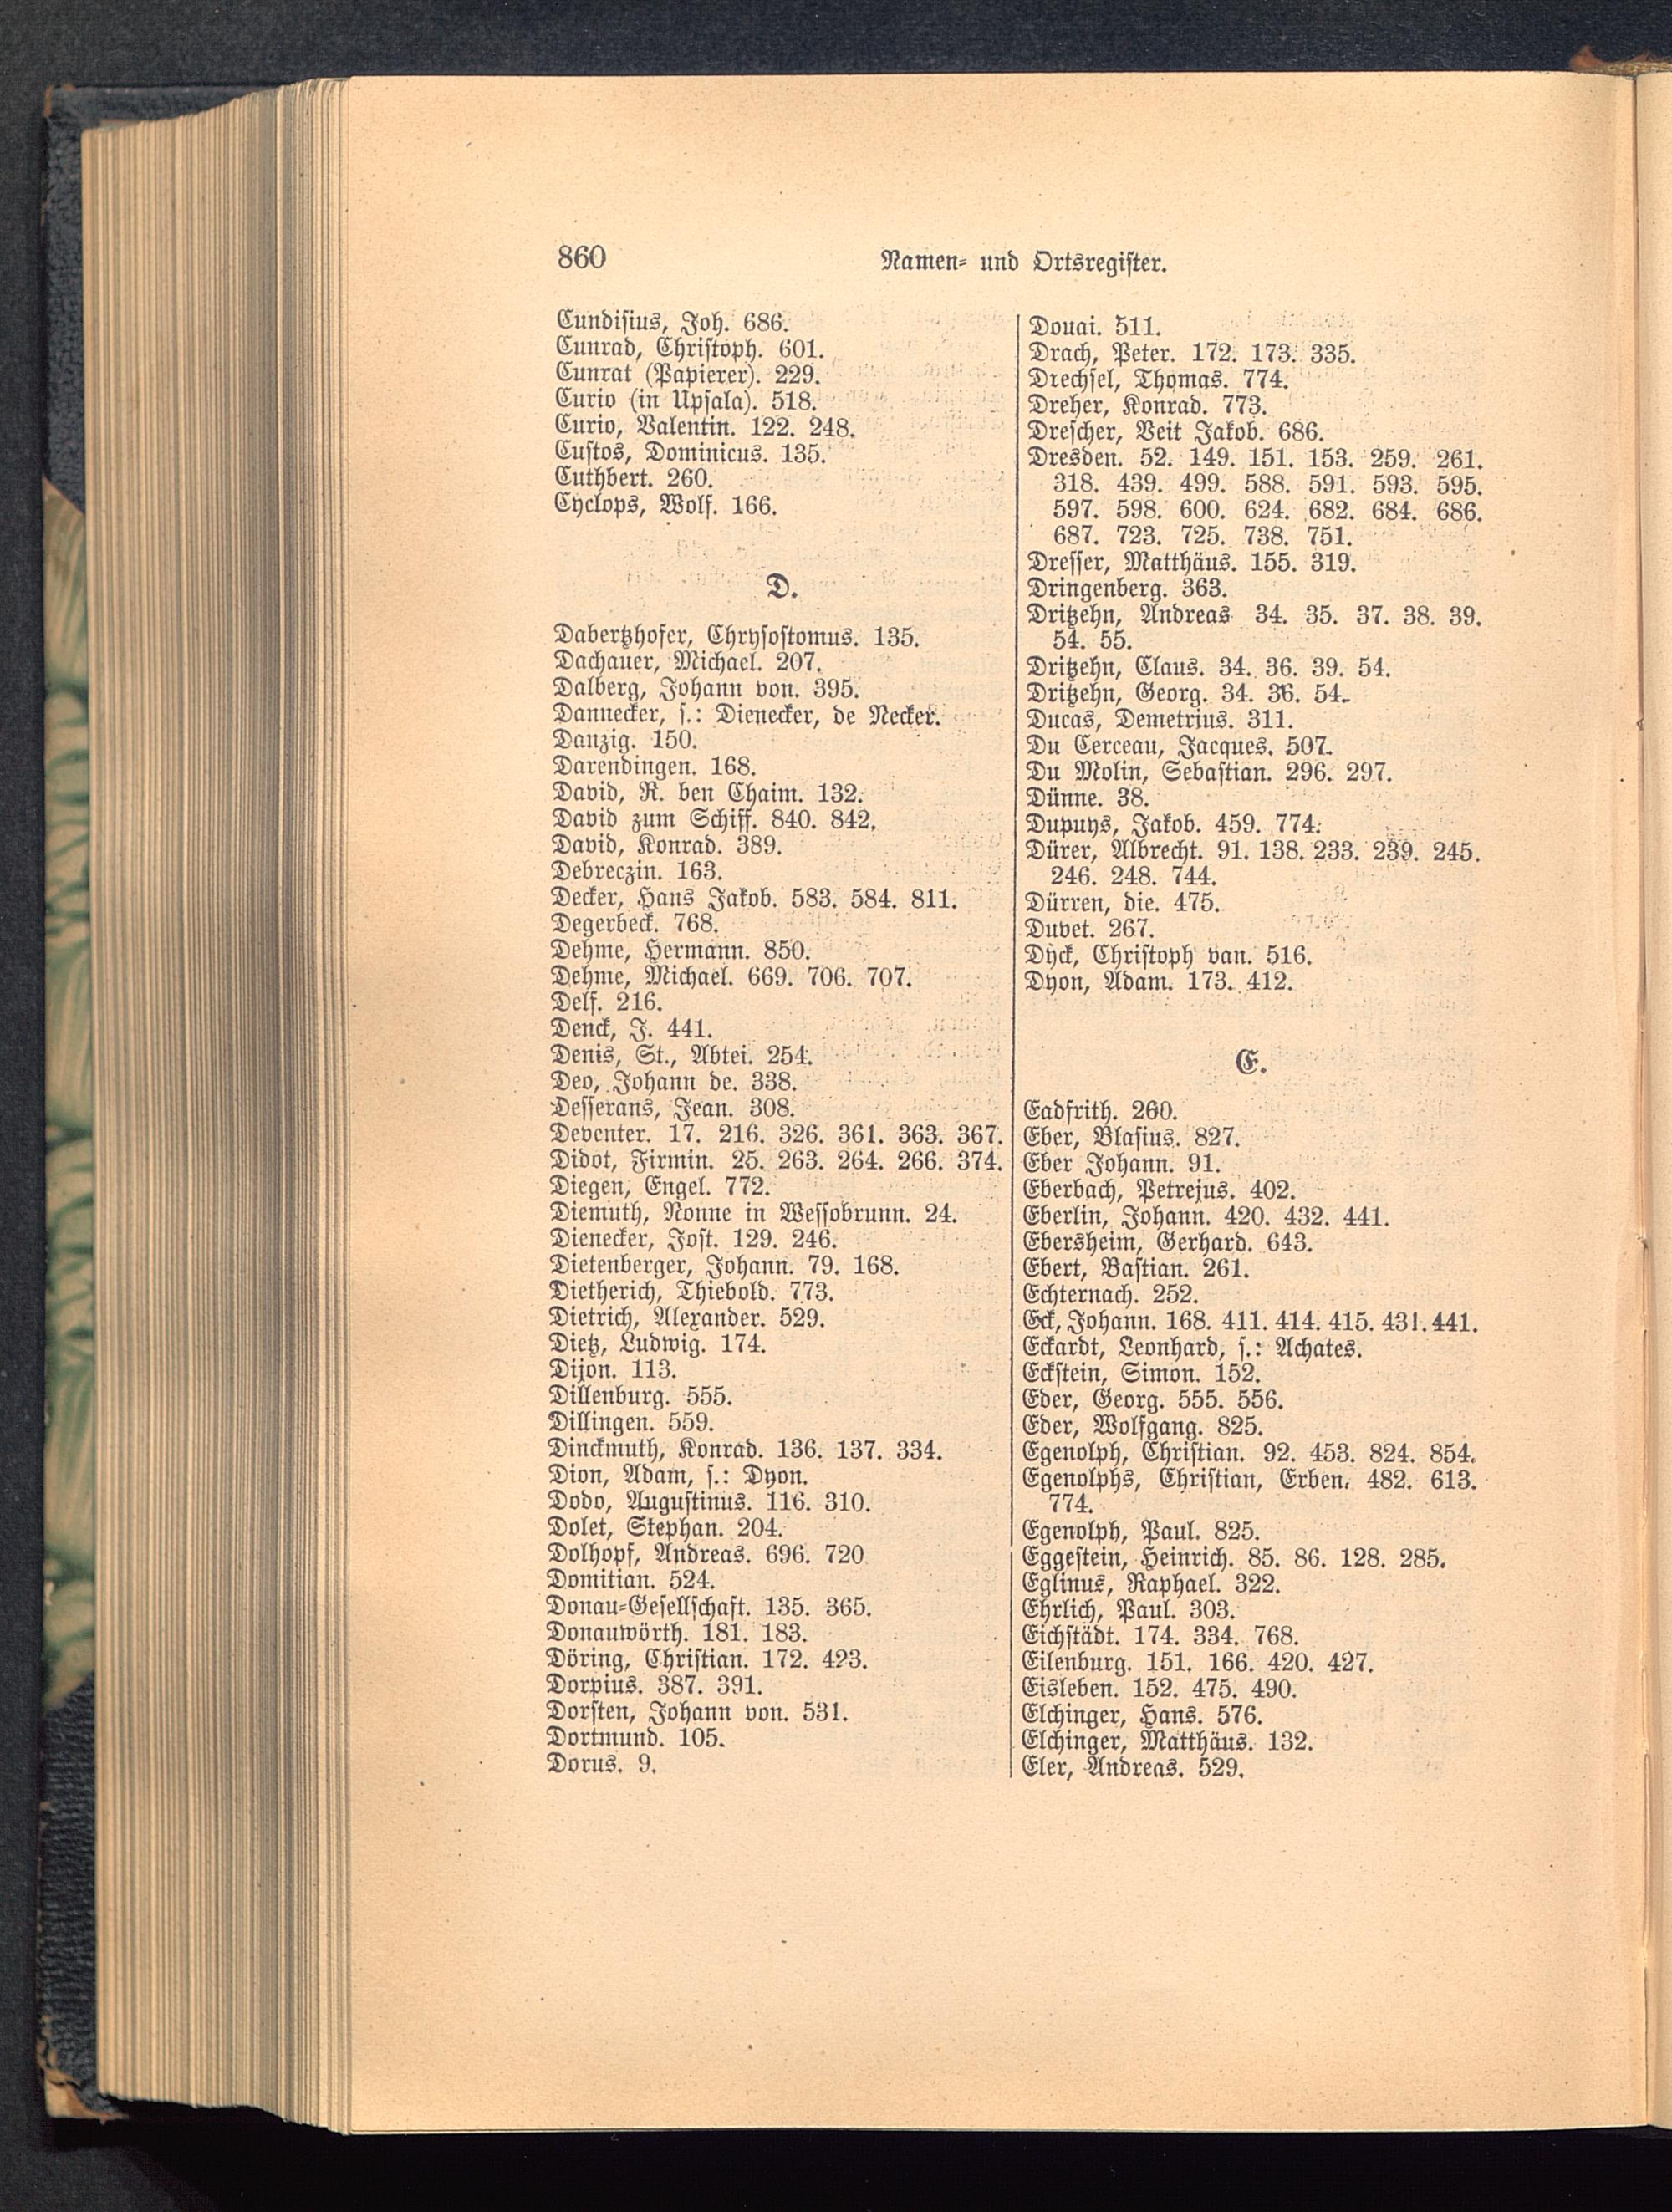 860
Namen- und Ortsregister.
Cundisius, Joh. 686.
Cunrad, Christoph. 601.
Cunrat (Papierer). 229.
Curio (in Upsala). 518.
Curio, Valentin. 122. 248.
Custos, Dominicus. 135.
Cuthbert. 260.
Cyclops, Wolf. 166.
D.
Dabertzhofer, Chrysostomus. 135.
Dachauer, Michael. 207.
Dalberg, Johann von. 395.
Dannecker, s.: Dienecker, de Necker.
Danzig. 150.
Darendingen. 168.
David, R. ben Chaim. 132.
David zum Schiff. 840. 842.
David, Konrad. 389.
Debreczin. 163.
Decker, Hans Jakob. 583. 584. 811.
Degerbeck. 768.
Dehme, Hermann. 850.
Dehme, Michael. 669. 706. 707.
Delf. 216.
Denck, J. 441.
Denis, St., Abtei. 254.
Deo, Johann de. 338.
Desserans, Jean. 308.
Deventer. 17. 216. 326. 361. 363. 367.
Didot, Firmin. 25. 263. 264. 266. 374.
Diegen, Engel. 772.
Diemuth, Nonne in Wessobrunn. 24.
Dienecker, Jost. 129. 246.
Dietenberger, Johann. 79. 168.
Dietherich, Thiebold. 773.
Dietrich, Alexander. 529.
Dietz, Ludwig. 174.
Dijon. 113.
Dillenburg. 555.
Dillingen. 559.
Dinckmuth, Konrad. 136. 137. 334.
Dion, Adam, s.: Dyon.
Dodo, Augustinus. 116. 310.
Dolet, Stephan. 204.
Dolhopf, Andreas. 696. 720
Domitian. 524.
Donau-Gesellschaft. 135. 365.
Donauwörth. 181. 183.
Döring, Christian. 172. 423.
Dorpius. 387. 391.
Dorsten, Johann von. 531.
Dortmund. 105.
Dorus. 9.
Douai. 511.
Drach, Peter. 172. 173. 335.
Drechsel, Thomas. 774.
Dreher, Konrad. 773.
Drescher, Veit Jakob. 686.
Dresden. 52. 149. 151. 153. 259. 261.
318. 439. 499. 588. 591. 593. 595.
597. 598. 600. 624. 682. 684. 686.
687. 723. 725. 738. 751.
Dresser, Matthäus. 155. 319.
Dringenberg. 363.
Dritzehn, Andreas 34. 35. 37. 38. 39.
54. 55.
Dritzehn, Claus. 34. 36. 39. 54.
Dritzehn, Georg. 34. 36. 54.
Ducas, Demetrius. 311.
Du Cerceau, Jacques. 507.
Du Molin, Sebastian. 296. 297.
Dünne. 38.
Dupuys, Jakob. 459. 774.
Dürer, Albrecht. 91. 138. 233. 239. 245.
246. 248. 744.
Dürren, die. 475.
Duvet. 267.
Dyck, Christoph van. 516.
Dyon, Adam. 173. 412.
E.
Eadfrith. 260.
Eber, Blasius. 827.
Eber Johann. 91.
Eberbach, Petrejus. 402.
Eberlin, Johann. 420. 432. 441.
Ebersheim, Gerhard. 643.
Ebert, Bastian. 261.
Echternach. 252.
Eck, Johann. 168. 411. 414. 415. 431. 441.
Eckardt, Leonhard, s.: Achates.
Eckstein, Simon. 152.
Eder, Georg. 555. 556.
Eder, Wolfgang. 825.
Egenolph, Christian. 92. 453. 824. 854.
Egenolphs, Christian, Erben. 482. 613.
774.
Egenolph, Paul. 825.
Eggestein, Heinrich. 85. 86. 128. 285.
Eglinus, Raphael. 322.
Ehrlich, Paul. 303.
Eichstädt. 174. 334. 768.
Eilenburg. 151. 166. 420. 427.
Eisleben. 152. 475. 490.
Elchinger, Hans. 576.
Elchinger, Matthäus. 132.
Eler, Andreas. 529.